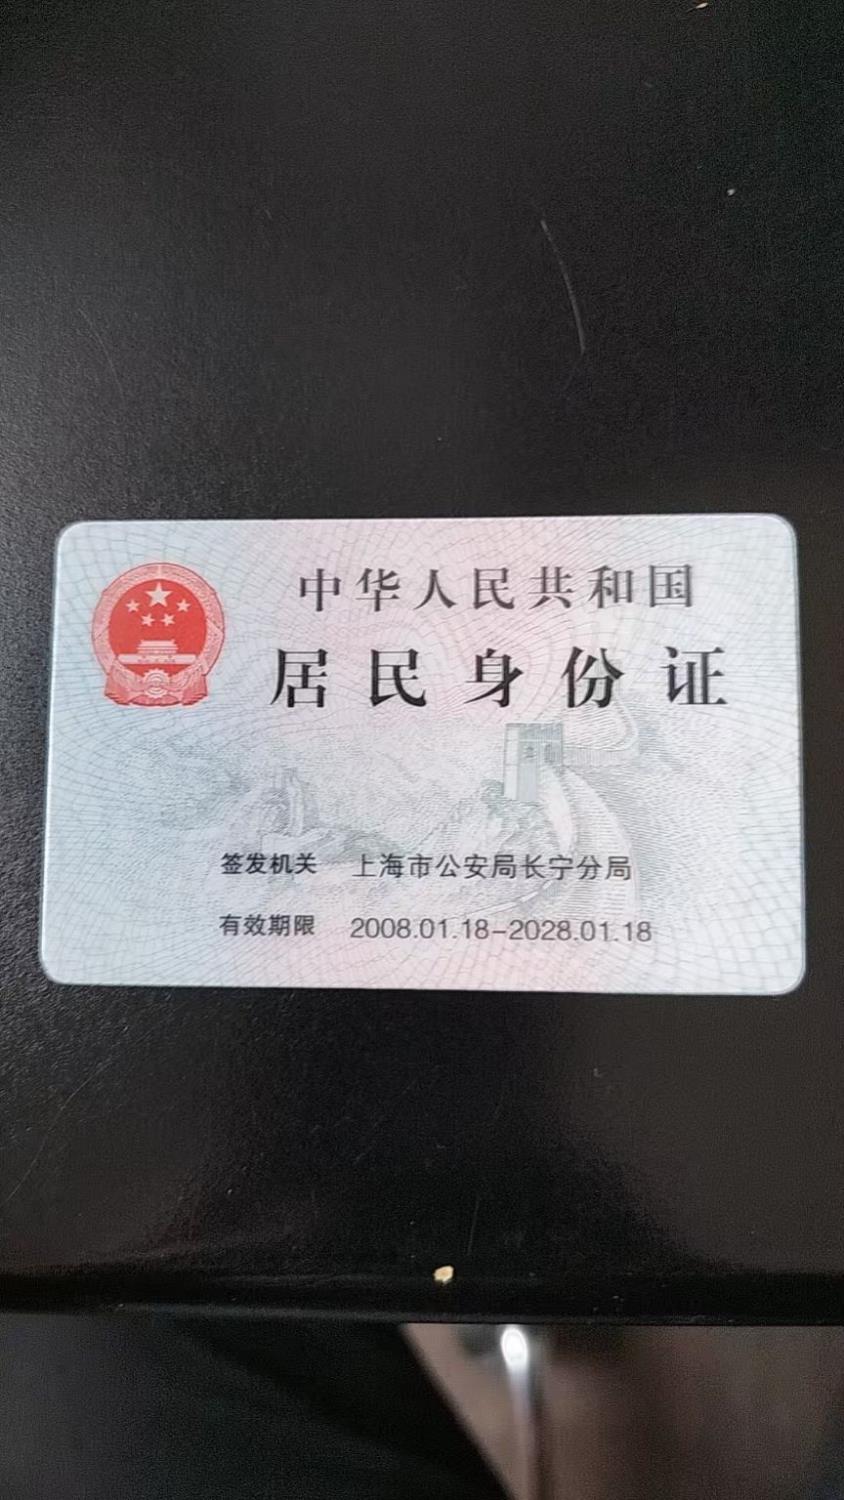 中华人民共和国
居民身份证
签发机关 上海市公安局长宁分局
有效期限 2008.01.18-2028.01.18